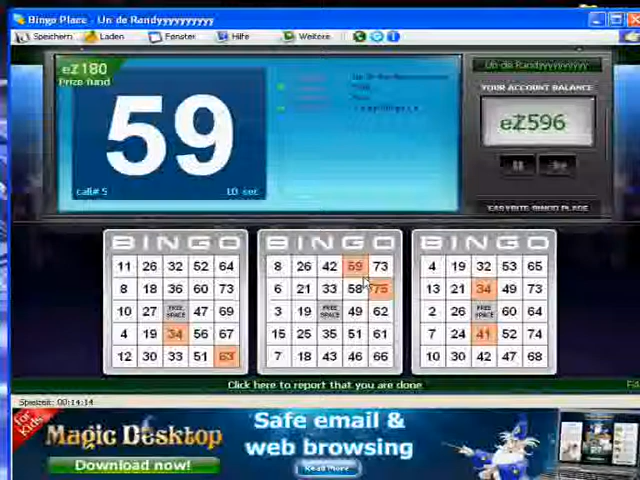 Bingo Place - Un de Randyyyyyyyyyy
Speichern Laden Fenster Hilfe Weitere
eZ180
Prize fund
59
call# 5 10 sec
Un de Randyyyyyyyyyy
YOUR ACCOUNT BALANCE
eZ596
EASYBITE BINGO PLACE
BINGO BINGO BINGO
11 26 32 52 64
8 18 36 60 73
10 27 FREE SPACE 47 69
4 19 34 56 67
12 30 33 51 63
8 26 42 59 73
6 21 33 58 75
3 19 FREE SPACE 49 62
15 25 35 51 61
7 18 43 46 66
4 19 32 53 65
13 21 34 59 72
2 26 FREE SPACE 60 71
7 24 41 52 74
10 30 42 47 68
Click here to report that you are done
Spielzeit: 00:14:14
for Kids
Magic Desktop
Download now!
Safe email &
web browsing
Read More